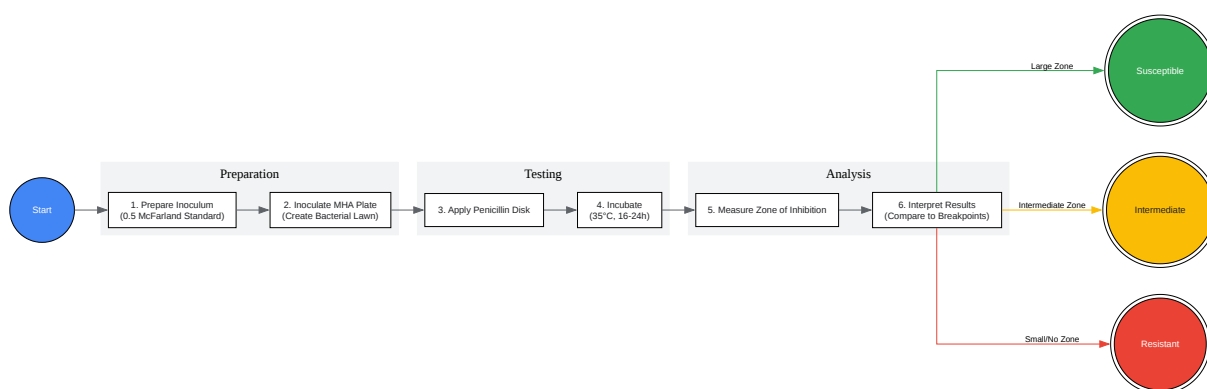 Start
Preparation
1. Prepare Inoculum
(0.5 McFarland Standard)
2. Inoculate MHA Plate
(Create Bacterial Lawn)
Testing
3. Apply Penicillin Disk
4. Incubate
(35°C, 16-24h)
Analysis
5. Measure Zone of Inhibition
6. Interpret Results
(Compare to Breakpoints)
Large Zone
Susceptible
Intermediate Zone
Intermediate
Small/No Zone
Resistant